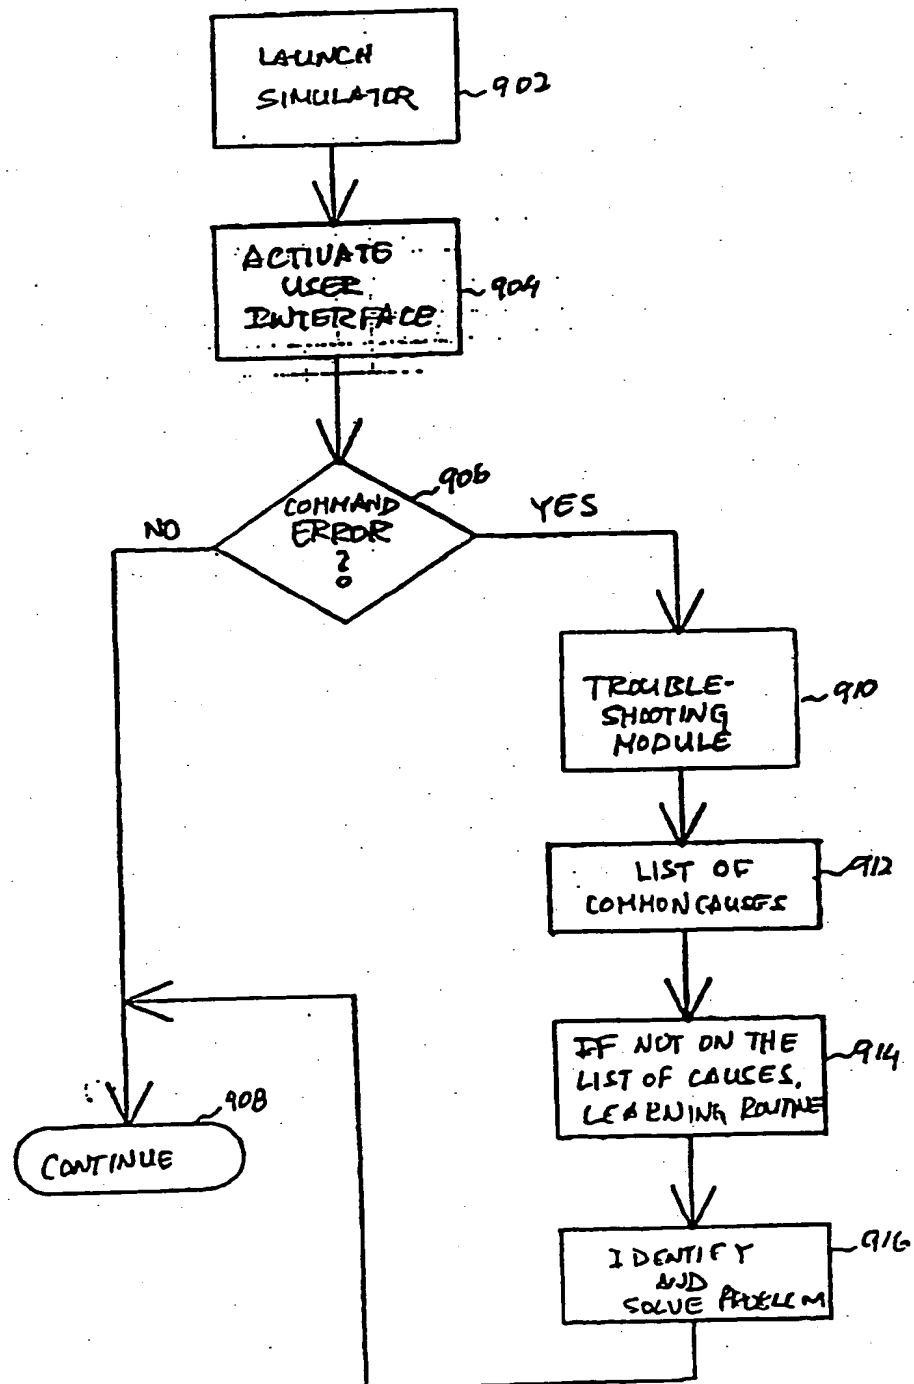 LAUNCH
SIMULATOR
902
ACTIVATE
USER
INTERFACE
904
906
COMMAND
ERROR
?
NO
YES
TROUBLE-
SHOOTING
MODULE
910
LIST OF
COMMON CAUSES
912
IF NOT ON THE
LIST OF CAUSES,
LEARNING ROUTINE
914
908
CONTINUE
IDENTIFY
AND
SOLVE PROBLEM
916